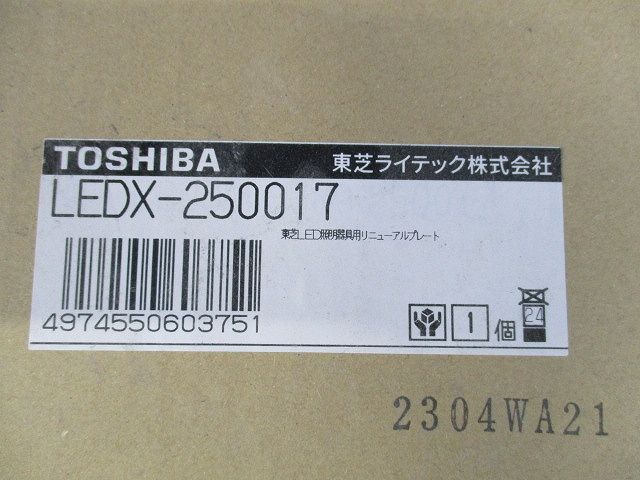 TOSHIBA 東芝ライテック株式会社
LEDX-250017
東芝LED照明器具用リニューアルプレート
4974550603751
1 個 24
2304WA21